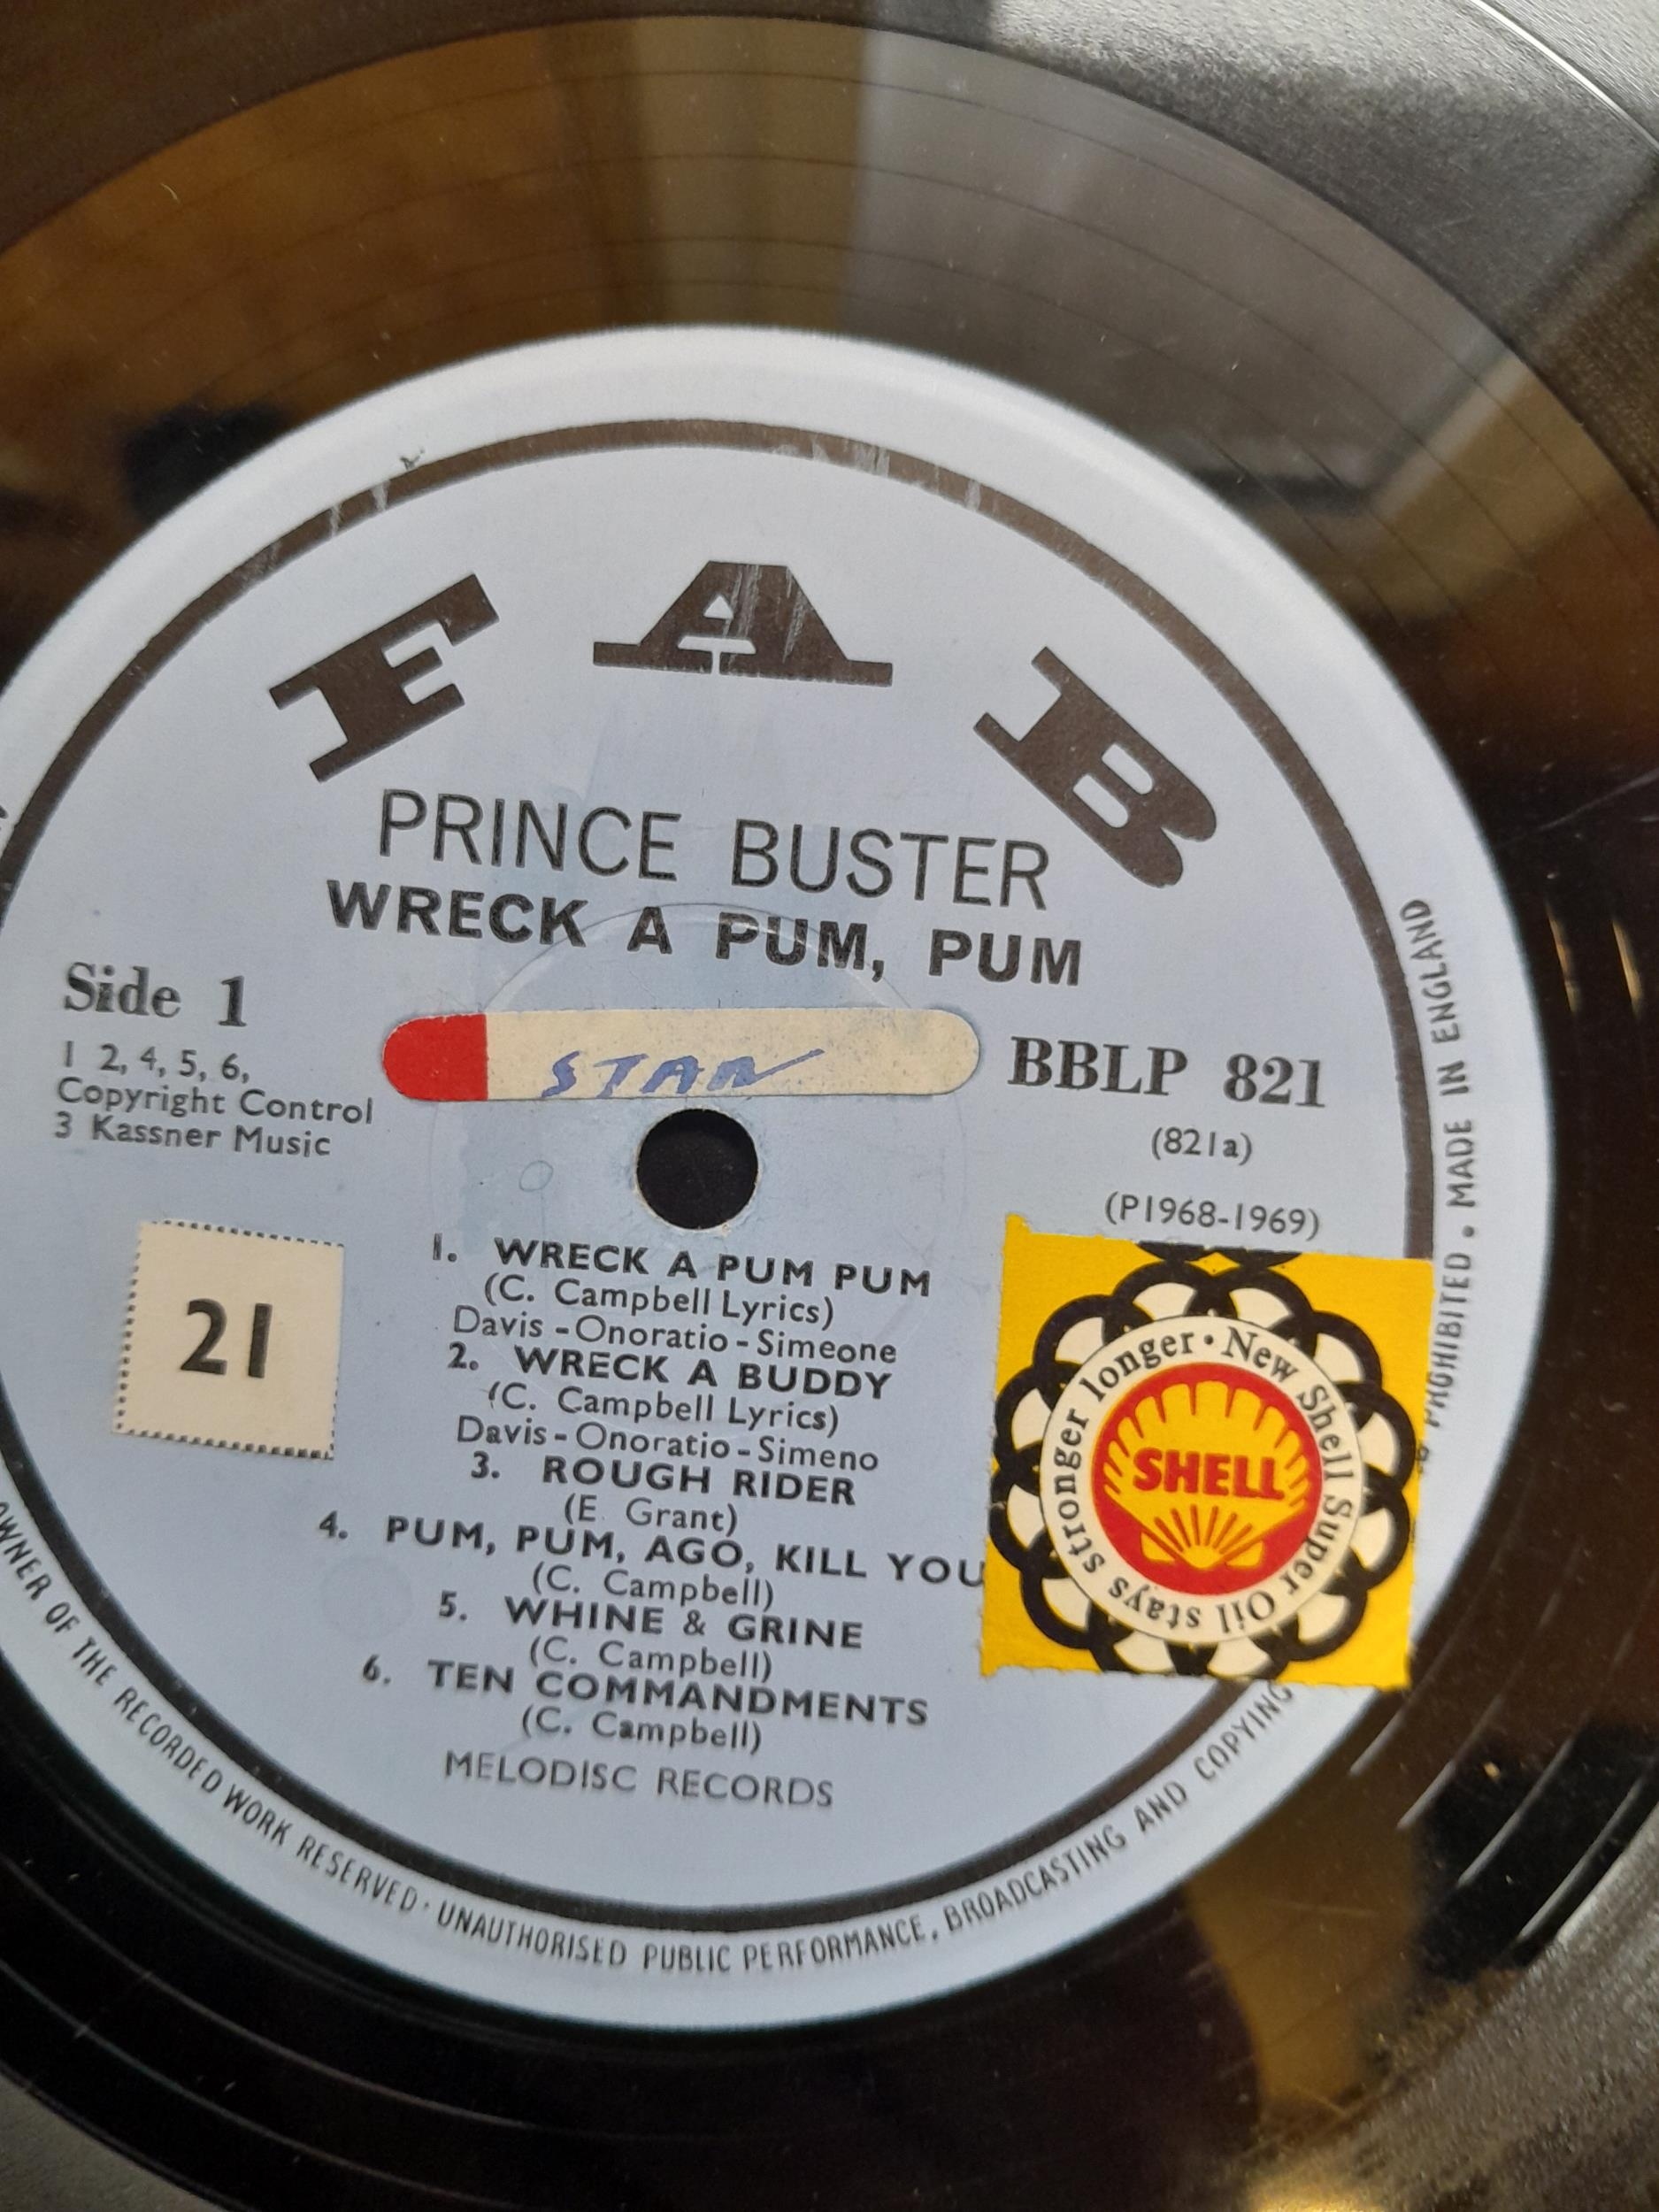 FAB
PRINCE BUSTER
WRECK A PUM, PUM
Side 1
1 2, 4, 5, 6,
Copyright Control
3 Kassner Music
STAN
BBLP 821
(821a)
(P1968-1969)
21
1. WRECK A PUM PUM
(C. Campbell Lyrics)
Davis - Onoratio - Simeone
2. WRECK A BUDDY
(C. Campbell Lyrics)
Davis - Onoratio - Simeno
3. ROUGH RIDER
(E. Grant)
4. PUM, PUM, AGO, KILL YOU
(C. Campbell)
5. WHINE & GRINE
(C. Campbell)
6. TEN COMMANDMENTS
(C. Campbell)
MELODISC RECORDS
New Shell Super Oil stays stronger longer •
SHELL
OWNER OF THE RECORDED WORK RESERVED · UNAUTHORISED PUBLIC PERFORMANCE, BROADCASTING AND COPYING
PROHIBITED . MADE IN ENGLAND